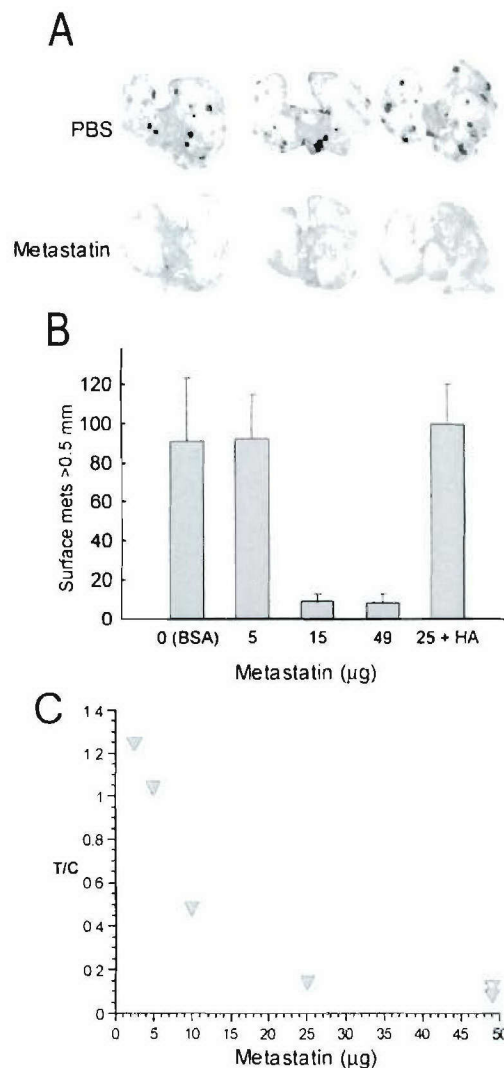 A
PBS
Metastatin
B
Surface mets >0.5 mm
120
100
80
60
40
20
0
0 (BSA) 5 15 49 25 + HA
Metastatin (µg)
C
T/C
1 4
1 2
1
0 8
0 6
0 4
0 2
0
0 5 10 15 20 25 30 35 40 45 50
Metastatin (µg)